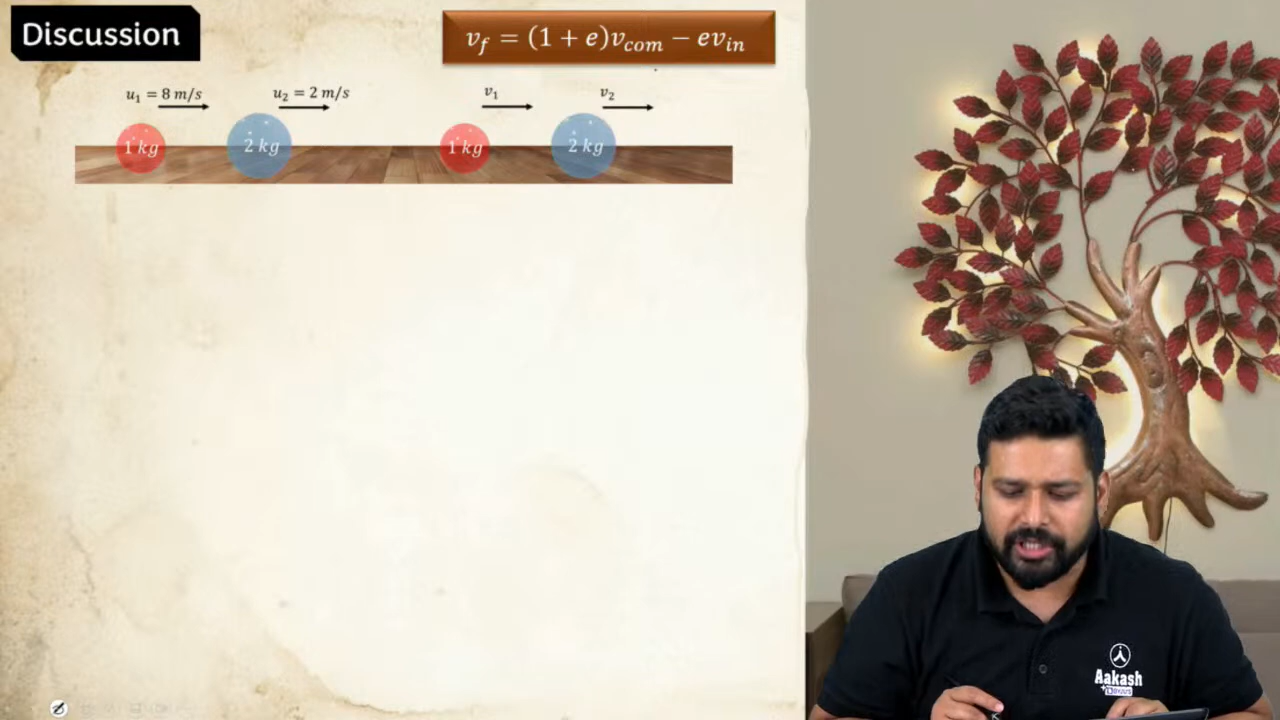 Discussion
v_f = (1 + e)v_com − ev_in
u₁ = 8 m/s
u₂ = 2 m/s
v₁
v₂
1 kg
2 kg
1 kg
2 kg
Aakash
+BYJU'S